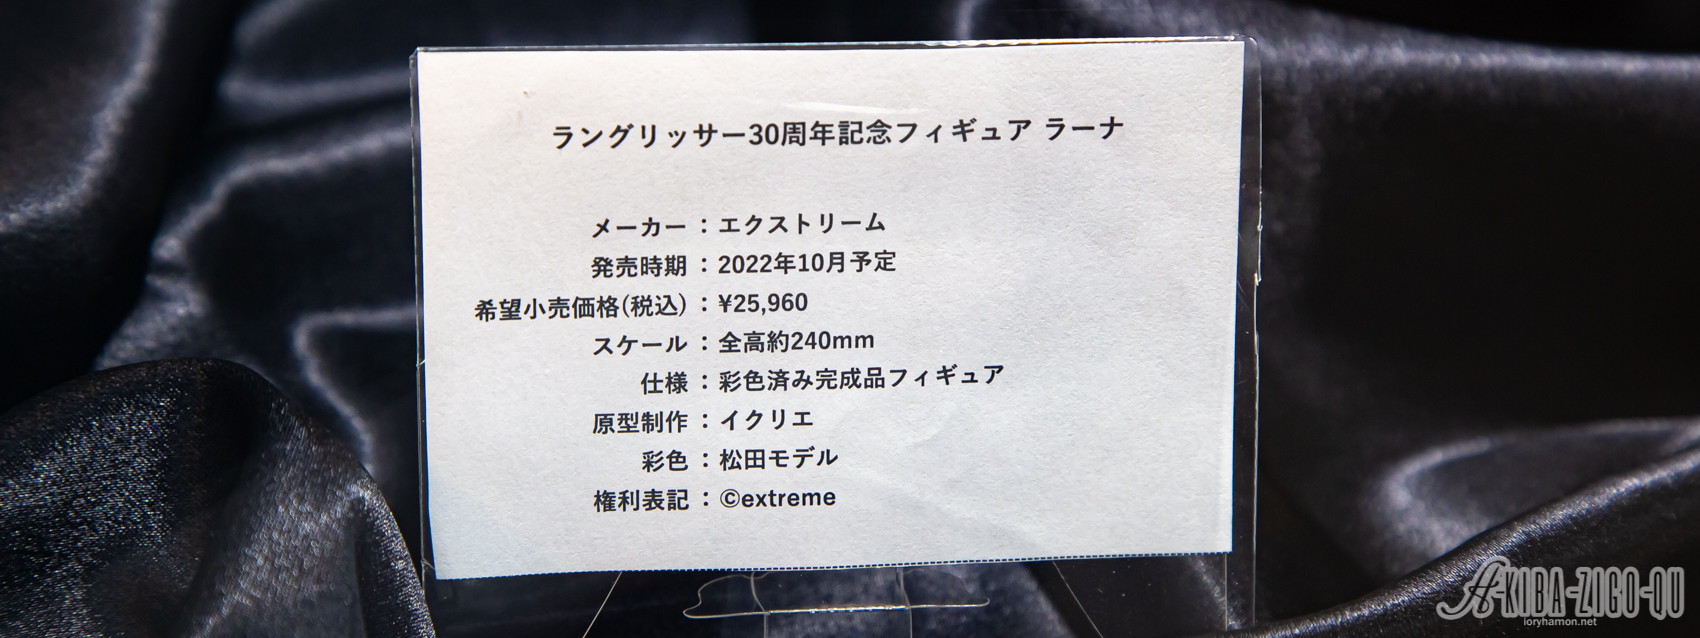 ラングリッサー30周年記念フィギュア ラーナ
メーカー：エクストリーム
発売時期：2022年10月予定
希望小売価格(税込)：¥25,960
スケール：全高約240mm
仕様：彩色済み完成品フィギュア
原型制作：イクリエ
彩色：松田モデル
権利表記：©extreme
AKIBA-ZIGO-QU
loryhamon.net